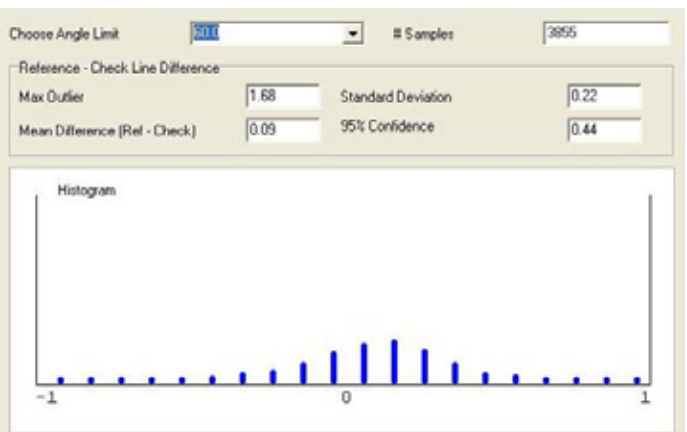 Choose Angle Limit 60.0 # Samples 3855
Reference - Check Line Difference
Max Outlier 1.68 Standard Deviation 0.22
Mean Difference (Ref - Check) 0.09 95% Confidence 0.44
Histogram
-1 0 1